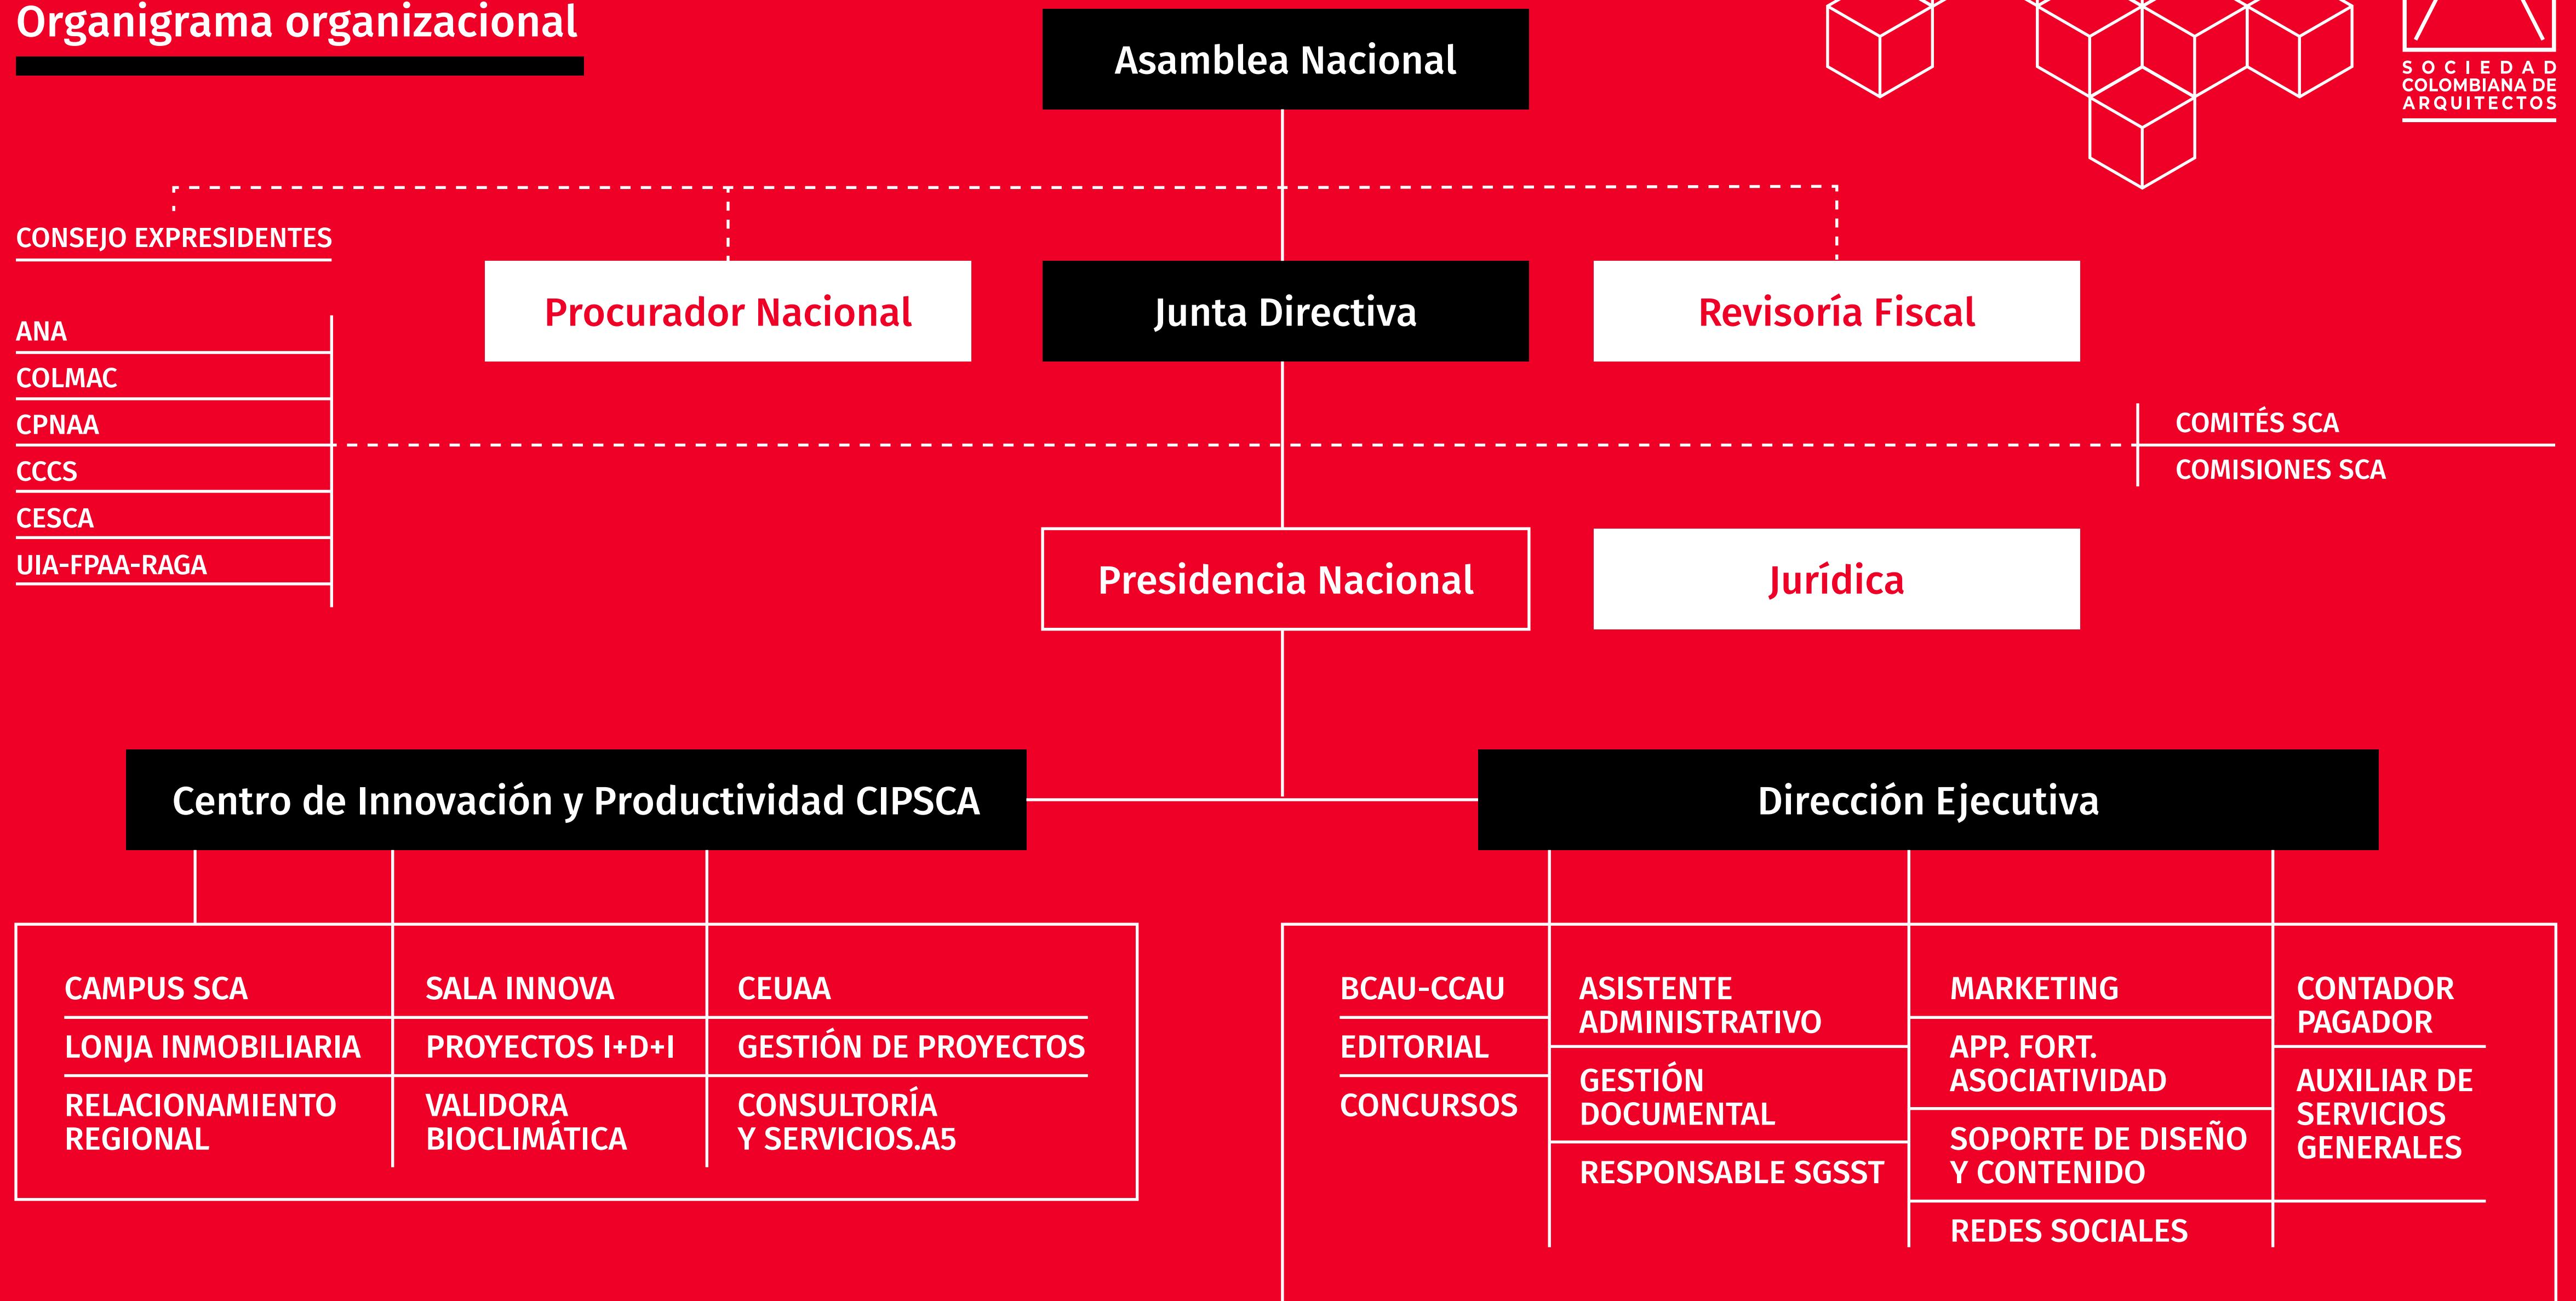 Organigrama organizacional
Asamblea Nacional
SOCIEDAD
COLOMBIANA DE
ARQUITECTOS
CONSEJO EXPRESIDENTES
Procurador Nacional
Junta Directiva
Revisoría Fiscal
ANA
COLMAC
CPNAA
CCCS
CESCA
UIA-FPAA-RAGA
COMITÉS SCA
COMISIONES SCA
Presidencia Nacional
Jurídica
Centro de Innovación y Productividad CIPSCA
Dirección Ejecutiva
CAMPUS SCA
LONJA INMOBILIARIA
RELACIONAMIENTO
REGIONAL
SALA INNOVA
PROYECTOS I+D+I
VALIDORA
BIOCLIMÁTICA
CEUAA
GESTIÓN DE PROYECTOS
CONSULTORÍA
Y SERVICIOS.A5
BCAU-CCAU
EDITORIAL
CONCURSOS
ASISTENTE
ADMINISTRATIVO
GESTIÓN
DOCUMENTAL
RESPONSABLE SGSST
MARKETING
APP. FORT.
ASOCIATIVIDAD
SOPORTE DE DISEÑO
Y CONTENIDO
REDES SOCIALES
CONTADOR
PAGADOR
AUXILIAR DE
SERVICIOS
GENERALES